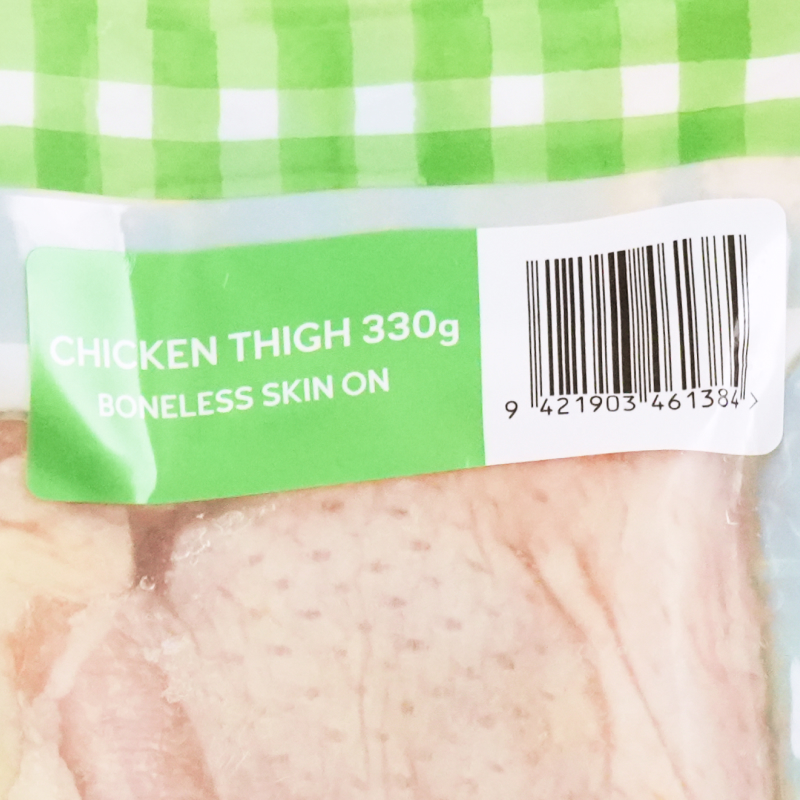 CHICKEN THIGH 330g
BONELESS SKIN ON
9 421903 461384 >